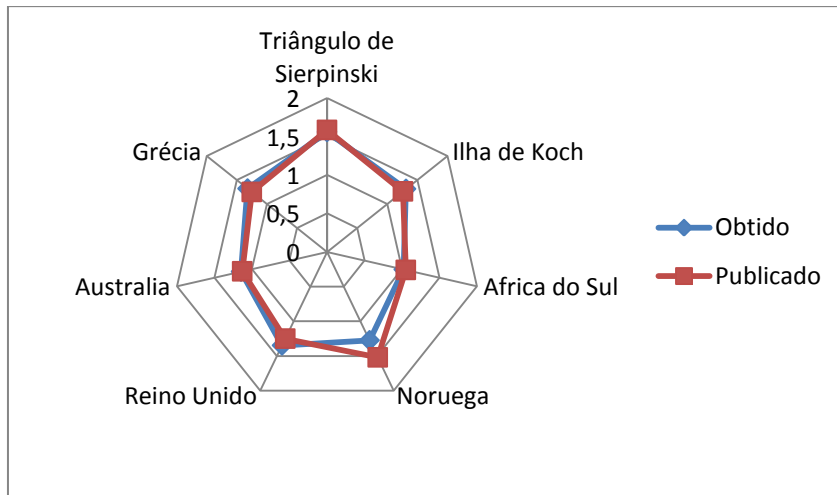 Triângulo de
Sierpinski
2
1,5
1
0,5
0
Grécia
Ilha de Koch
Australia
Africa do Sul
Reino Unido
Noruega
Obtido
Publicado